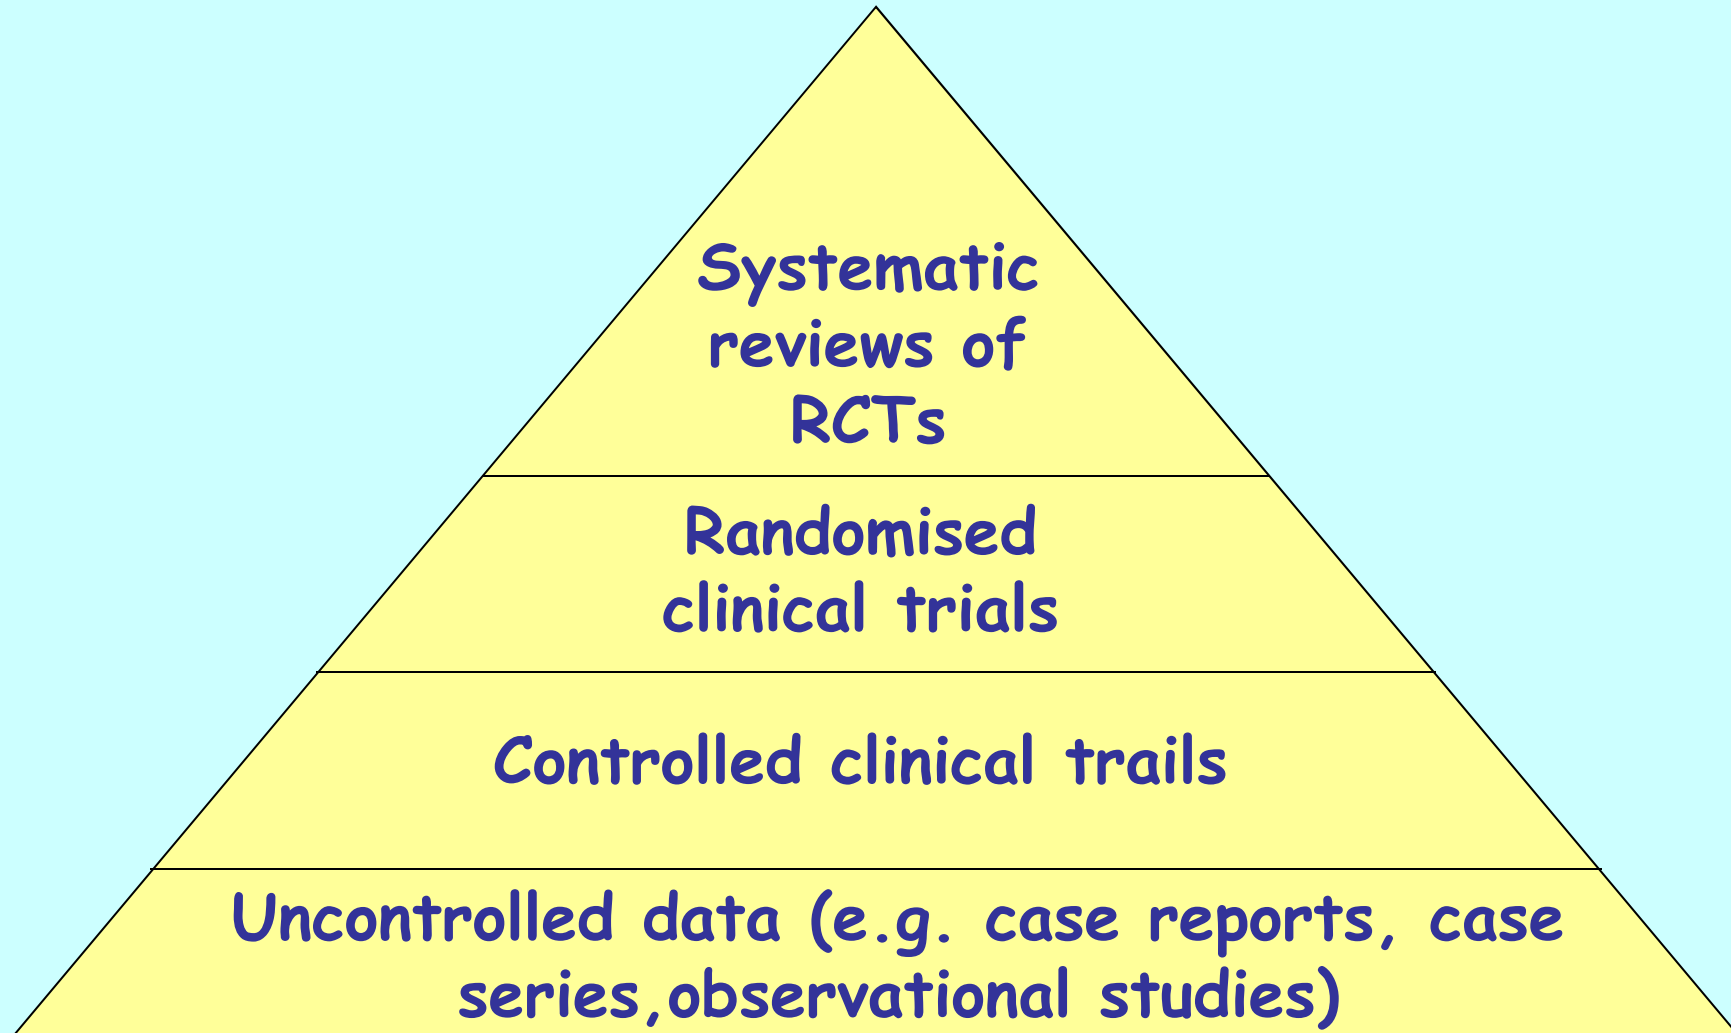 Systematic
reviews of
RCTs
Randomised
clinical trials
Controlled clinical trails
Uncontrolled data (e.g. case reports, case
series,observational studies)